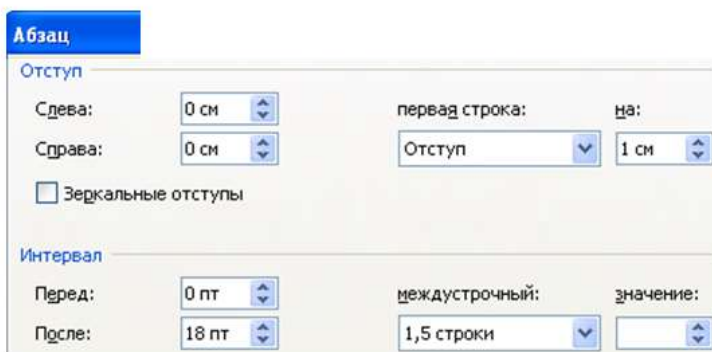 Абзац
Отступ
Слева: 0 см первая строка: на:
Справа: 0 см Отступ 1 см
Зеркальные отступы
Интервал
Перед: 0 пт междустрочный: значение:
После: 18 пт 1,5 строки